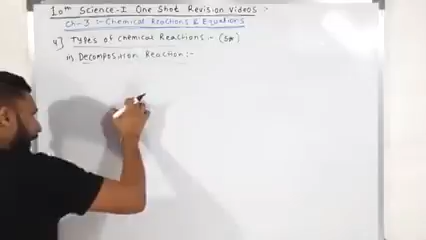 10th Science-I One Shot Revision Videos :-
Ch-3 :- Chemical Reactions & Equations
4] Types of Chemical Reactions :- (5m)
ii) Decomposition Reaction :-